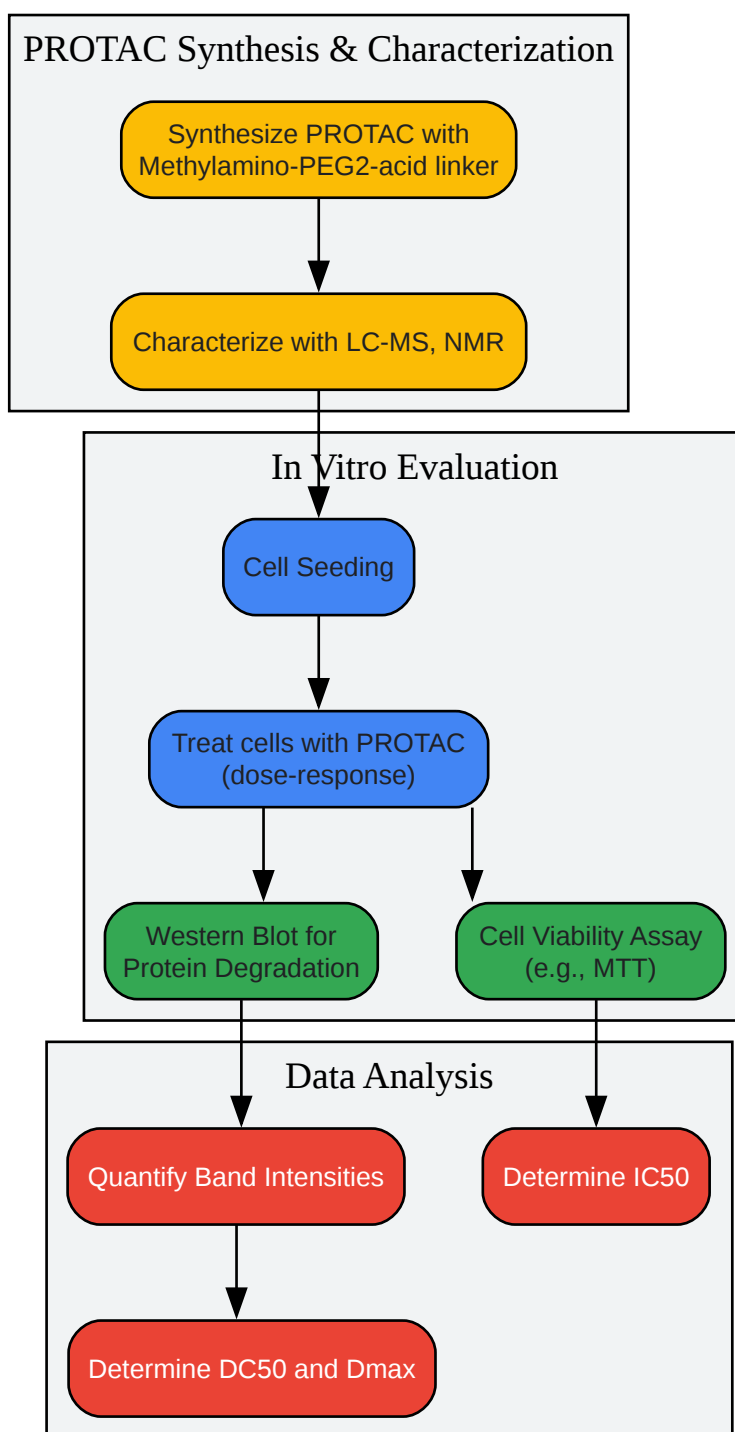 PROTAC Synthesis & Characterization
Synthesize PROTAC with
Methylamino-PEG2-acid linker
Characterize with LC-MS, NMR
In Vitro Evaluation
Cell Seeding
Treat cells with PROTAC
(dose-response)
Western Blot for
Protein Degradation
Cell Viability Assay
(e.g., MTT)
Data Analysis
Quantify Band Intensities
Determine IC50
Determine DC50 and Dmax